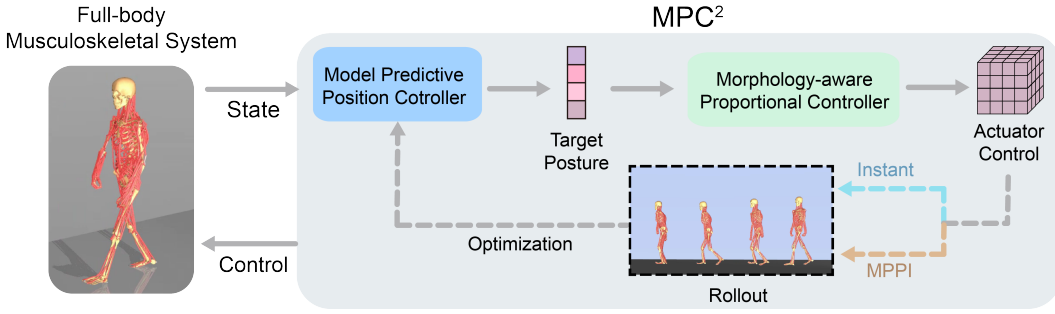 Full-body
Musculoskeletal System
MPC²
State
Control
Model Predictive
Position Cotroller
Target
Posture
Morphology-aware
Proportional Controller
Actuator
Control
Instant
MPPI
Optimization
Rollout